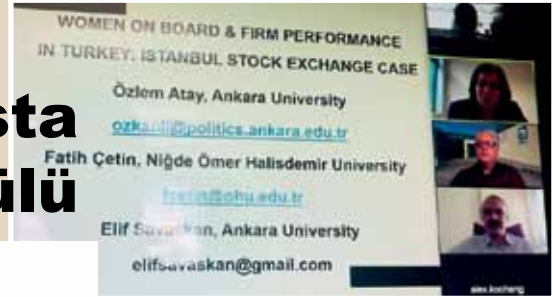 WOMEN ON BOARD & FIRM PERFORMANCE
IN TURKEY: ISTANBUL STOCK EXCHANGE CASE
Özlem Atay, Ankara University
Fatih Çetin, Niğde Ömer Halisdemir University
Elif Savaşkan, Ankara University
elifsavaskan@gmail.com
sta
ülü